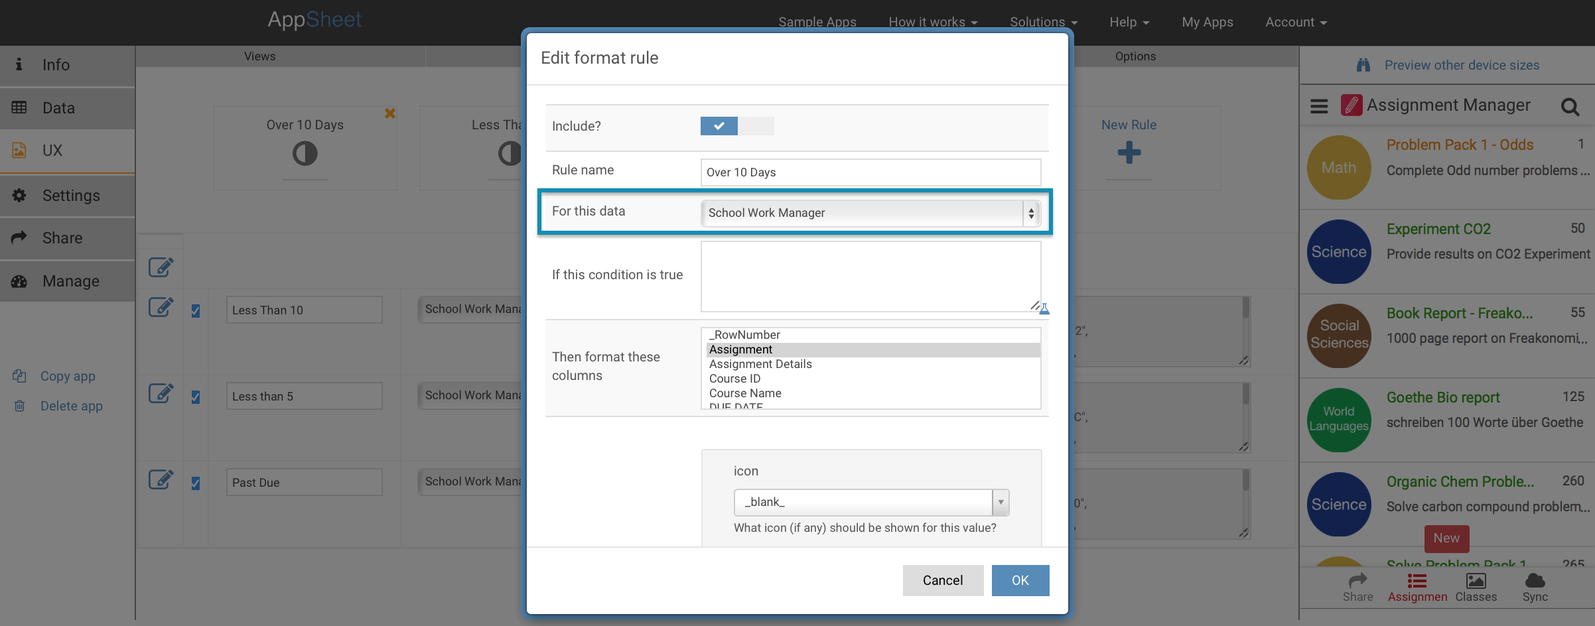 AppSheet
Sample Apps
How it works
Solutions
Help
My Apps
Account
Info
Data
UX
Settings
Share
Manage
Copy app
Delete app
Views
Options
Over 10 Days
Less Tha
New Rule
Less Than 10
School Work Mana
2",
Less than 5
School Work Mana
C",
Past Due
School Work Mana
0",
Edit format rule
Include?
Rule name
Over 10 Days
For this data
School Work Manager
If this condition is true
Then format these
columns
_RowNumber
Assignment
Assignment Details
Course ID
Course Name
DUE DATE
icon
_blank_
What icon (if any) should be shown for this value?
Cancel
OK
Preview other device sizes
Assignment Manager
Math
Problem Pack 1 - Odds 1
Complete Odd number problems ...
Science
Experiment CO2 50
Provide results on CO2 Experiment
Social
Sciences
Book Report - Freako... 55
1000 page report on Freakonomi...
World
Languages
Goethe Bio report 125
schreiben 100 Worte über Goethe
Science
Organic Chem Proble... 260
Solve carbon compound problem...
New
Solve Problem Pack 1 265
Share
Assignmen
Classes
Sync